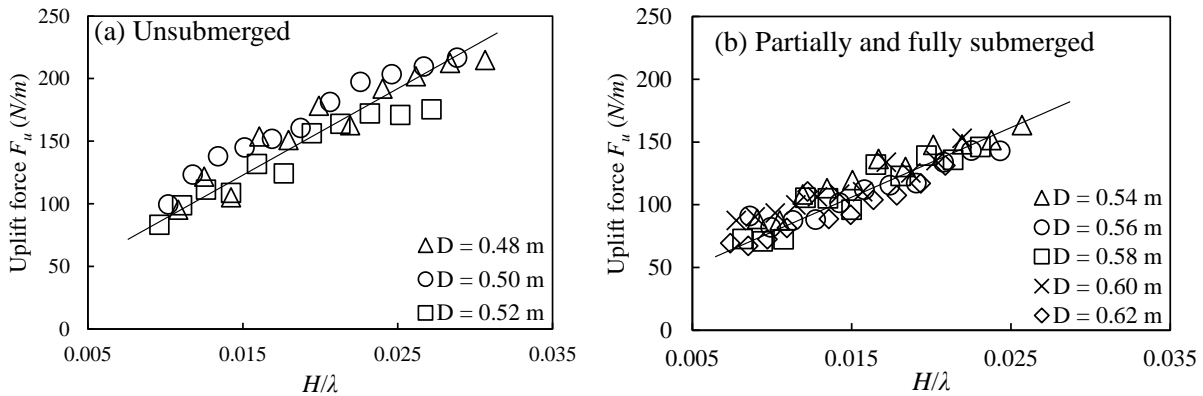 (a) Unsubmerged
Uplift force Fᵤ (N/m)
250
200
150
100
50
0
D = 0.48 m
D = 0.50 m
D = 0.52 m
0.005 0.015 0.025 0.035
H/λ
(b) Partially and fully submerged
Uplift force Fᵤ (N/m)
250
200
150
100
50
0
D = 0.54 m
D = 0.56 m
D = 0.58 m
D = 0.60 m
D = 0.62 m
0.005 0.015 0.025 0.035
H/λ